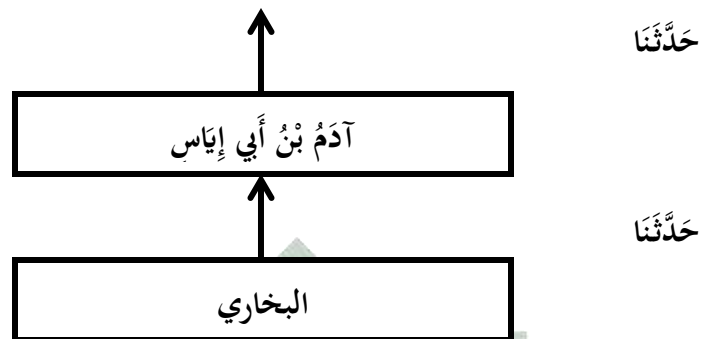 حَدَّثَنَا
آدَمُ بْنُ أَبِي إِيَاسٍ
حَدَّثَنَا
البخاري